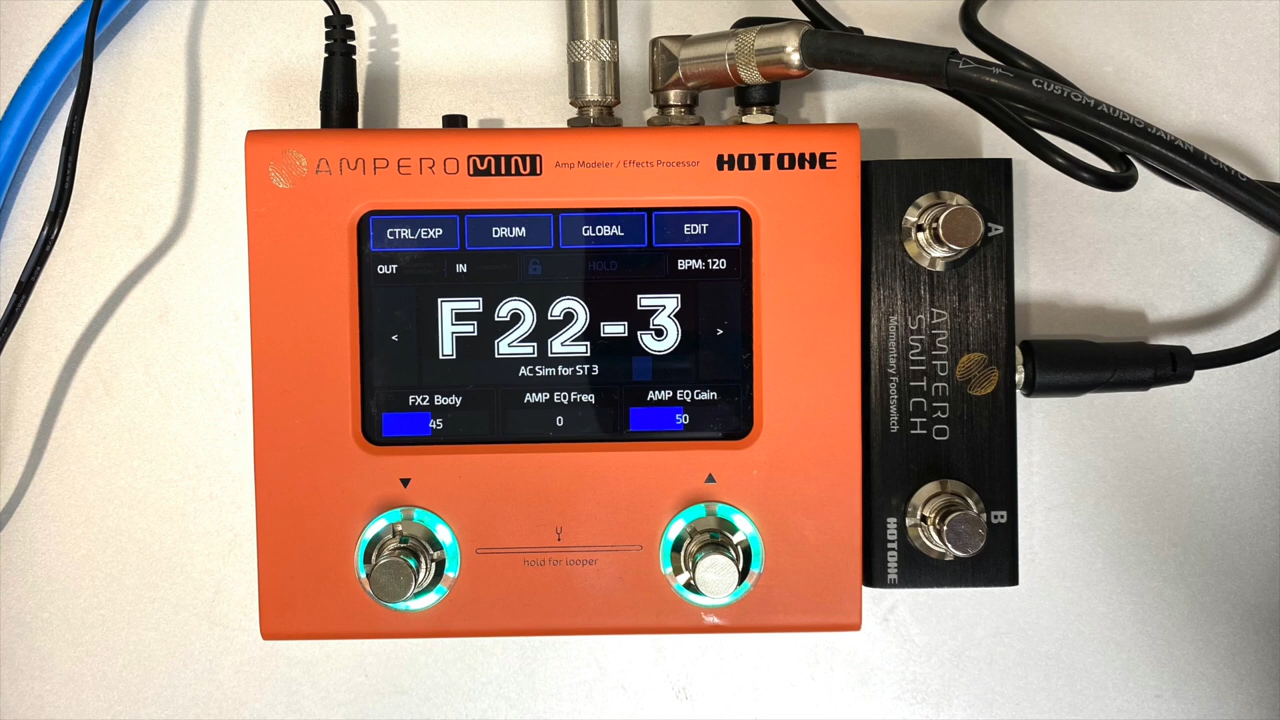 CUSTOM AUDIO JAPAN TOKYO
AMPERO MINI Amp Modeler / Effects Processor HOTONE
CTRL/EXP DRUM GLOBAL EDIT
OUT IN HOLD BPM: 120
< F22-3 >
AC Sim for ST 3
FX2 Body AMP EQ Freq AMP EQ Gain
45 0 50
▼ ▲
hold for looper
A
AMPERO
SWITCH
Momentary Footswitch
B
HOTONE